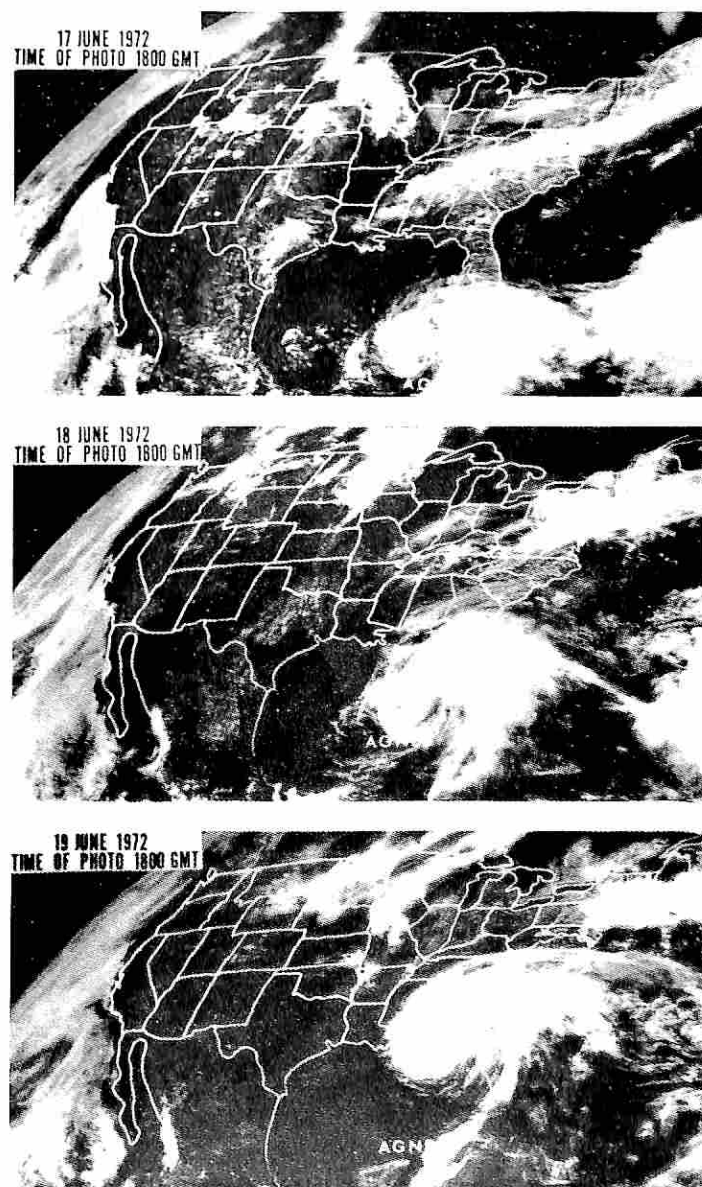 17 JUNE 1972
TIME OF PHOTO 1800 GMT
18 JUNE 1972
TIME OF PHOTO 1800 GMT
AGN
19 JUNE 1972
TIME OF PHOTO 1800 GMT
AGN